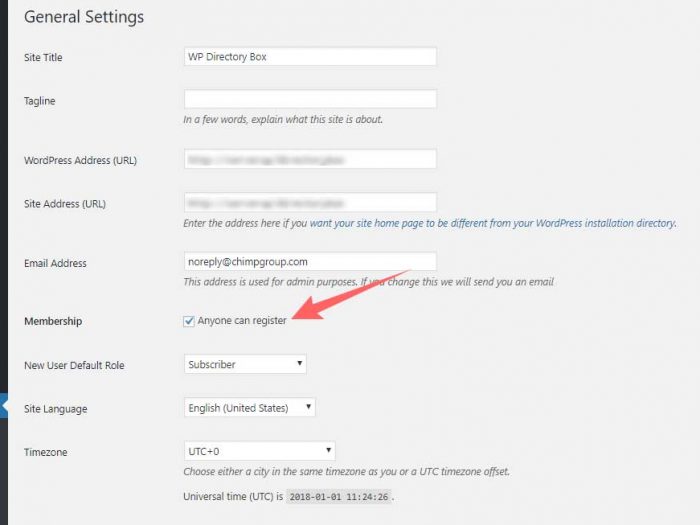 General Settings
Site Title
WP Directory Box
Tagline
In a few words, explain what this site is about.
WordPress Address (URL)
Site Address (URL)
Enter the address here if you want your site home page to be different from your WordPress installation directory.
Email Address
noreply@chimpgroup.com
This address is used for admin purposes. If you change this we will send you an email
Membership
Anyone can register
New User Default Role
Subscriber
Site Language
English (United States)
Timezone
UTC+0
Choose either a city in the same timezone as you or a UTC timezone offset.
Universal time (UTC) is 2018-01-01 11:24:26 .